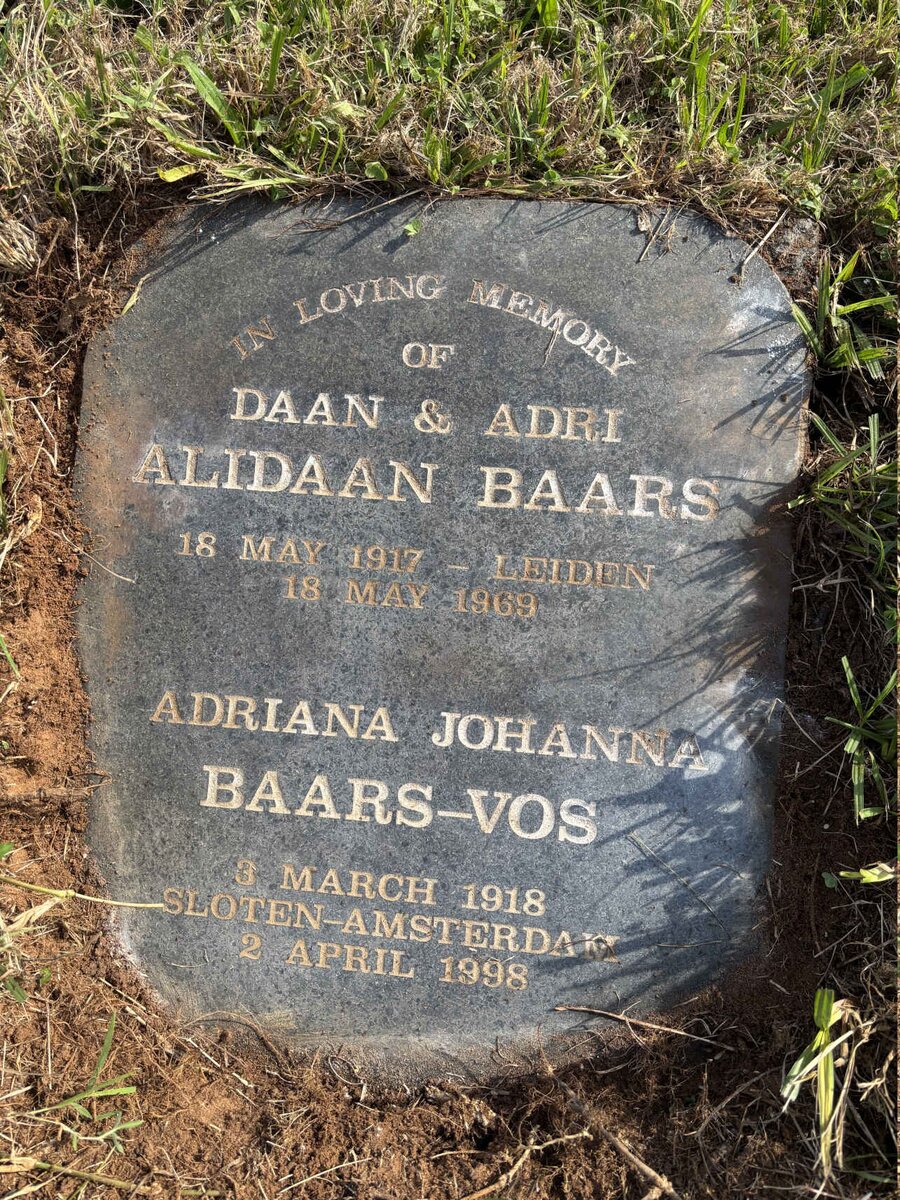 IN LOVING MEMORY
OF
DAAN & ADRI
ALIDAAN BAARS
18 MAY 1917 – LEIDEN
18 MAY 1969
ADRIANA JOHANNA
BAARS–VOS
3 MARCH 1918
SLOTEN–AMSTERDAM
2 APRIL 1998